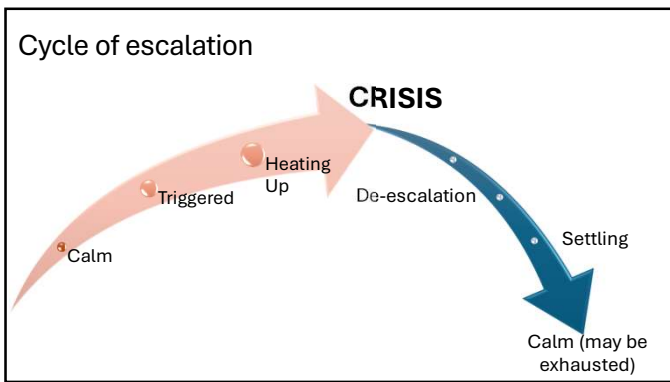 Cycle of escalation
CRISIS
Heating
Up
Triggered
Calm
De-escalation
Settling
Calm (may be
exhausted)